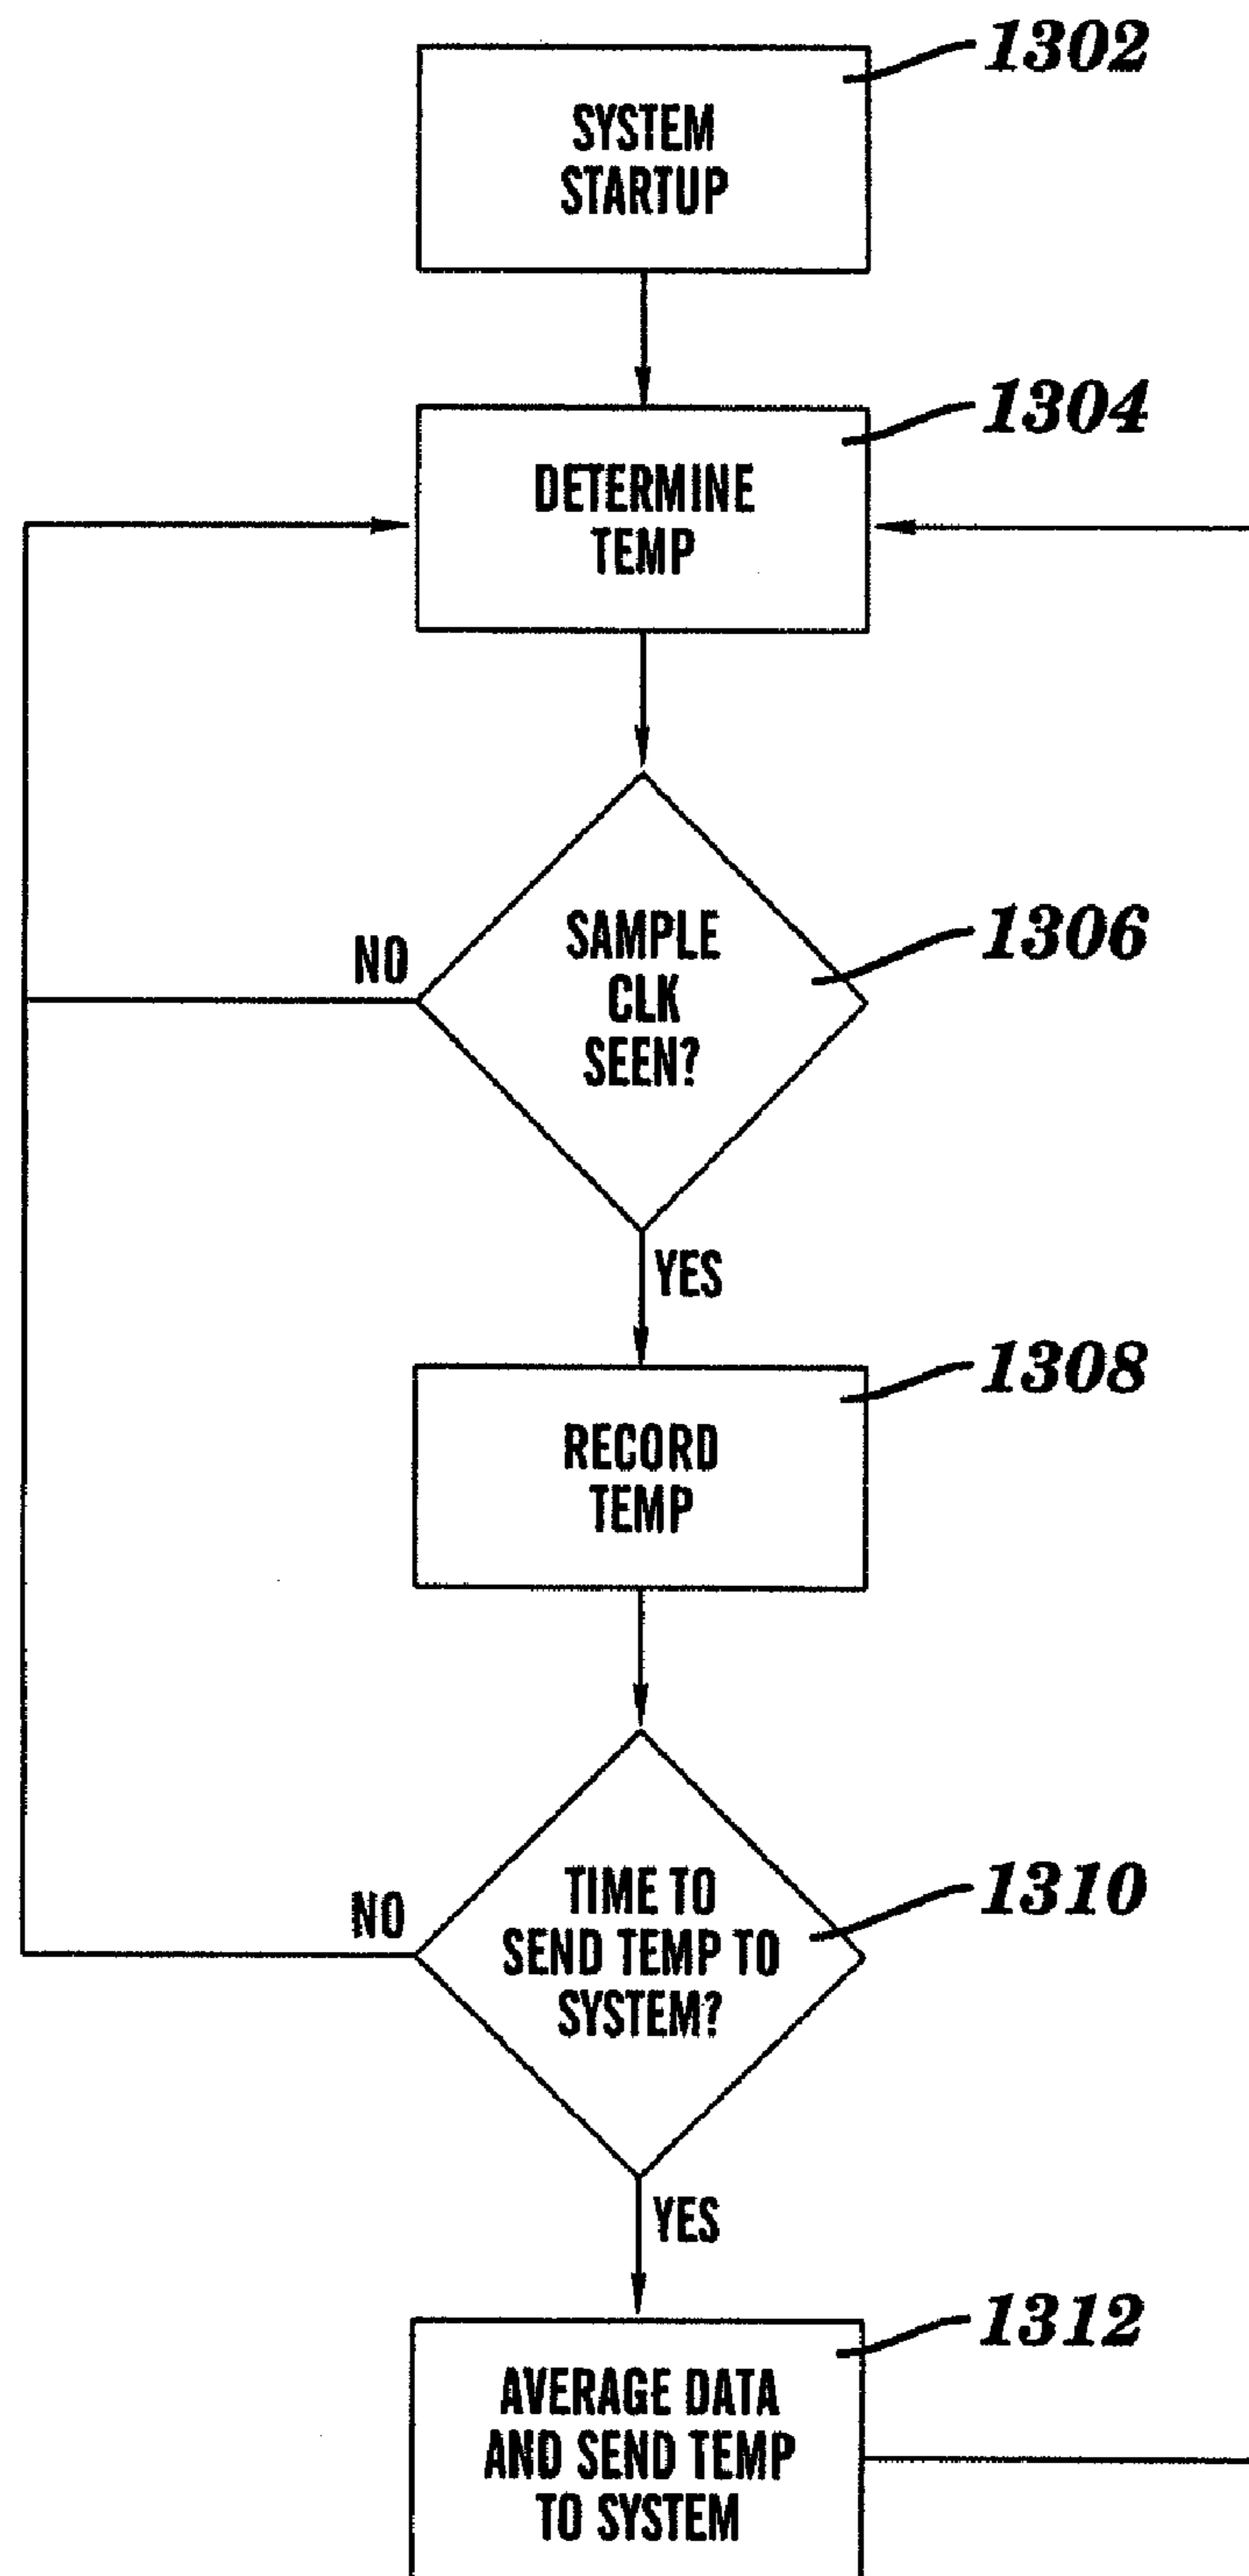 1302
SYSTEM
STARTUP
1304
DETERMINE
TEMP
1306
SAMPLE
CLK
SEEN?
NO
YES
1308
RECORD
TEMP
1310
TIME TO
SEND TEMP TO
SYSTEM?
NO
YES
1312
AVERAGE DATA
AND SEND TEMP
TO SYSTEM